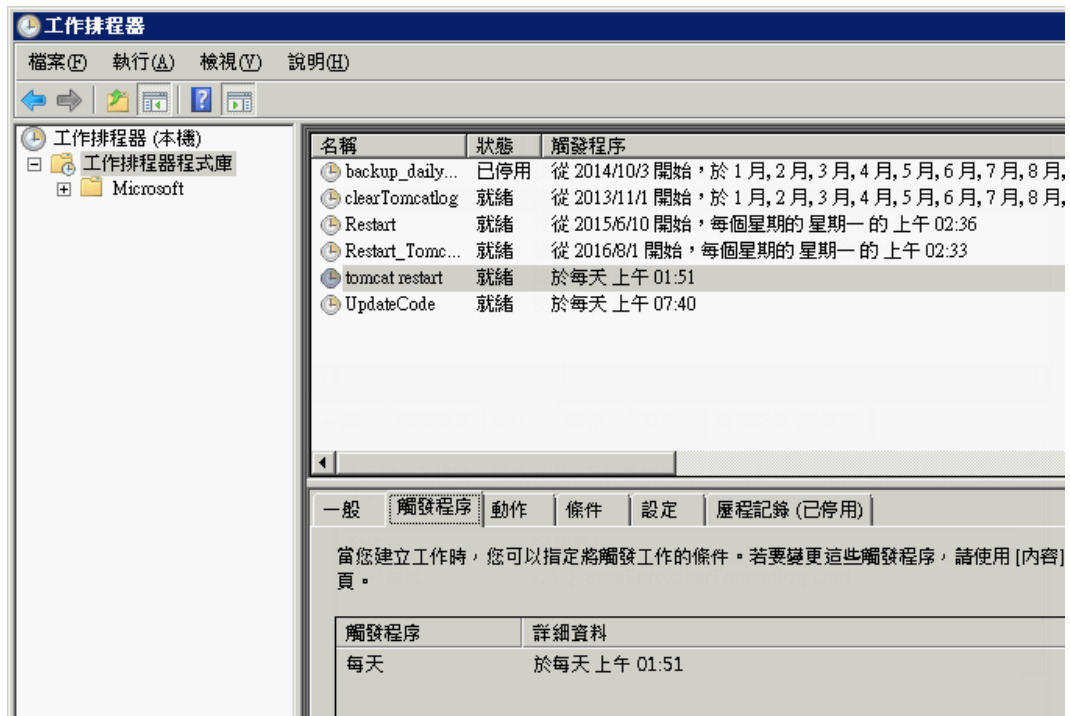 工作排程器
檔案(F) 執行(A) 檢視(V) 說明(H)
工作排程器 (本機)
工作排程器程式庫
Microsoft
名稱 狀態 觸發程序
backup_daily... 已停用 從 2014/10/3 開始，於 1 月, 2 月, 3 月, 4 月, 5 月, 6 月, 7 月, 8 月,
clearTomcatlog 就緒 從 2013/11/1 開始，於 1 月, 2 月, 3 月, 4 月, 5 月, 6 月, 7 月, 8 月,
Restart 就緒 從 2015/6/10 開始，每個星期的 星期一 的 上午 02:36
Restart_Tomc... 就緒 從 2016/8/1 開始，每個星期的 星期一 的 上午 02:33
tomcat restart 就緒 於每天 上午 01:51
UpdateCode 就緒 於每天 上午 07:40
一般 觸發程序 動作 條件 設定 歷程記錄 (已停用)
當您建立工作時，您可以指定將觸發工作的條件。若要變更這些觸發程序，請使用 [內容]
頁。
觸發程序 詳細資料
每天 於每天 上午 01:51